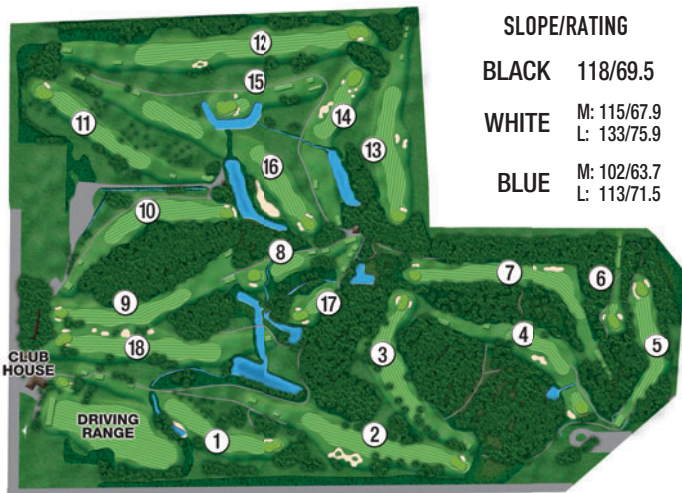 SLOPE/RATING
BLACK 118/69.5
WHITE M: 115/67.9
L: 133/75.9
BLUE M: 102/63.7
L: 113/71.5
12
15
14
11
13
16
10
8
7
6
9
17
18
4
3
5
CLUB
HOUSE
DRIVING
RANGE
1
2